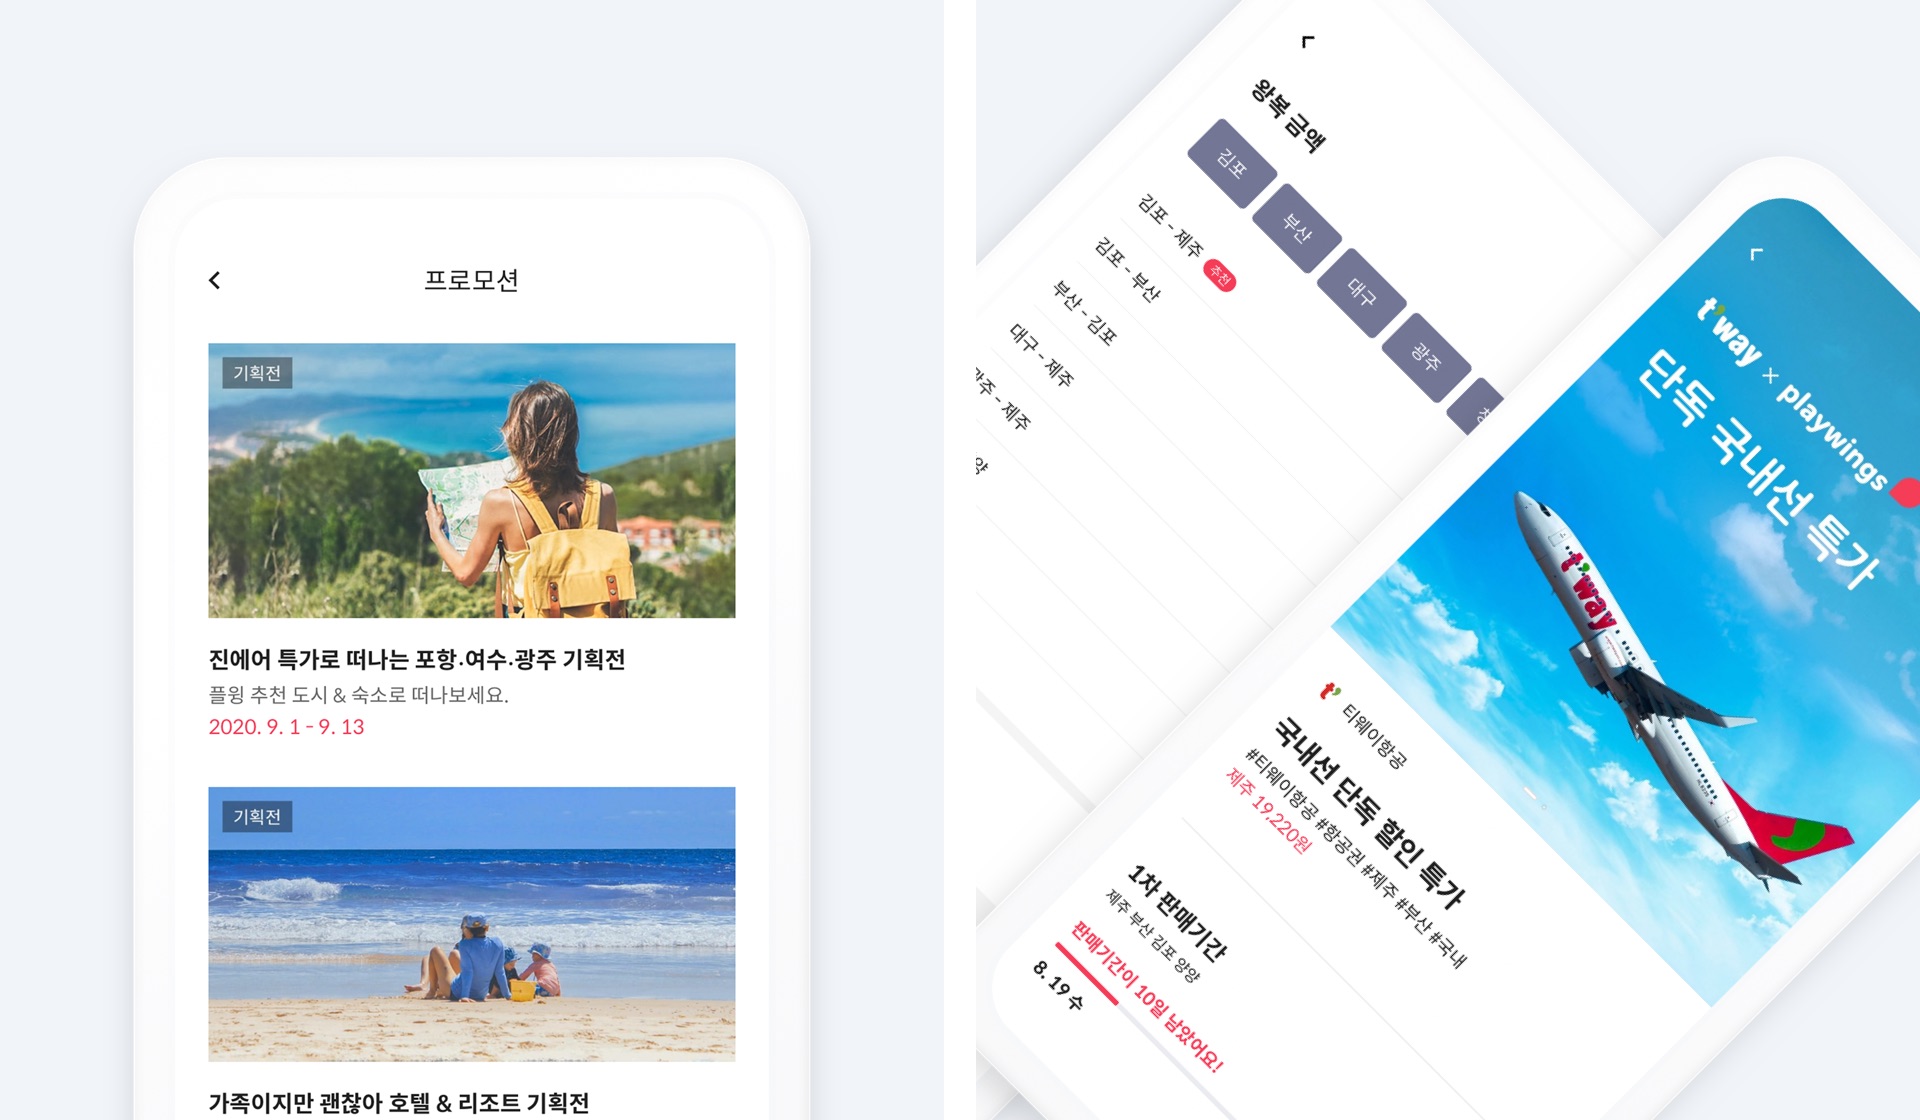 프로모션
기획전
진에어 특가로 떠나는 포항·여수·광주 기획전
플윙 추천 도시 & 숙소로 떠나보세요.
2020. 9. 1 - 9. 13
기획전
가족이지만 괜찮아 호텔 & 리조트 기획전
왕복 금액
김포
부산
대구
광주
김포 - 제주 추천
김포 - 부산
부산 - 김포
대구 - 제주
- 제주
t'way × playwings
단독 국내선 특가
t'way
티웨이항공
국내선 단독 할인 특가
#티웨이항공 #항공권 #제주 #부산 #국내
제주 19,220원
1차 판매기간
제주 부산 김포 양양
판매기간이 10일 남았어요!
8. 19 수